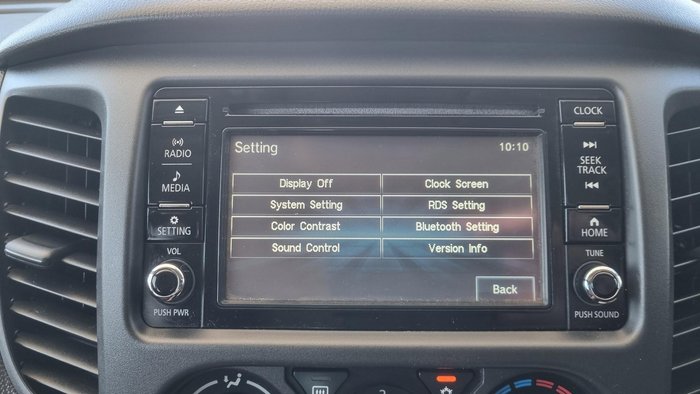 CLOCK
RADIO
MEDIA
SETTING
VOL
PUSH PWR
Setting 10:10
Display Off Clock Screen
System Setting RDS Setting
Color Contrast Bluetooth Setting
Sound Control Version Info
Back
SEEK
TRACK
HOME
TUNE
PUSH SOUND